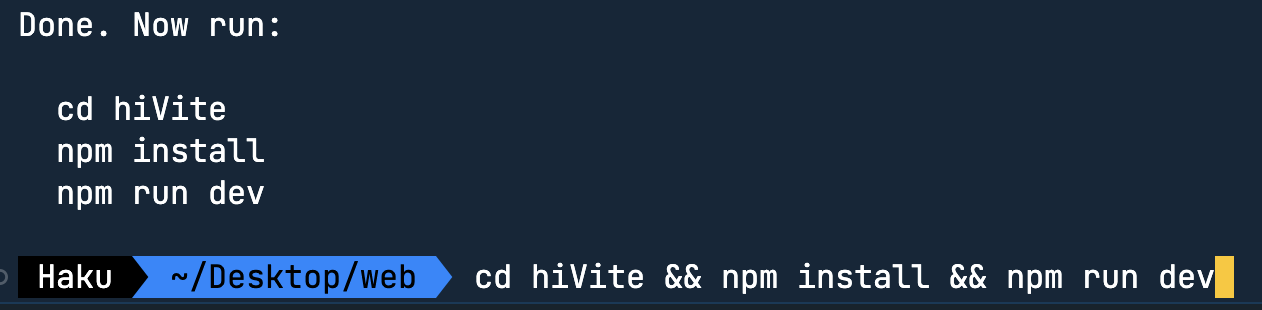 Done. Now run:
cd hiVite
npm install
npm run dev
Haku ~/Desktop/web cd hiVite && npm install && npm run dev